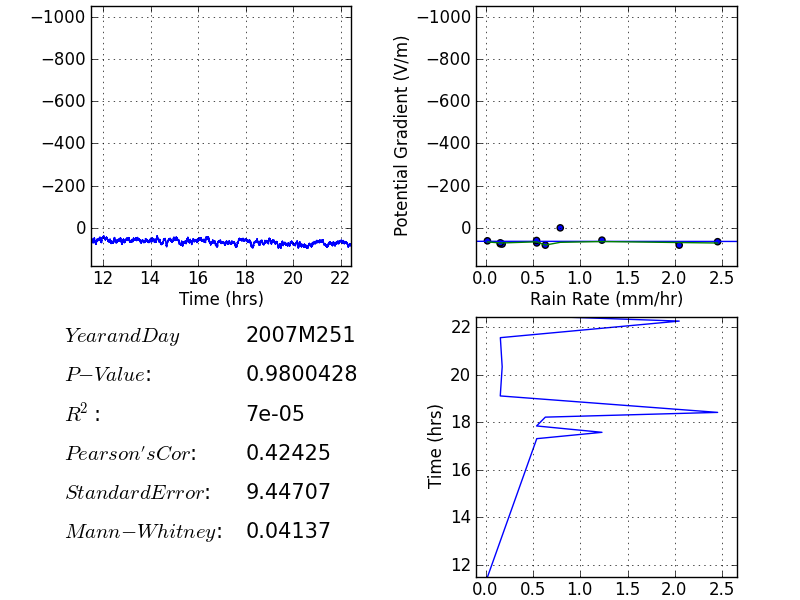 −1000
−800
−600
−400
−200
0
12 14 16 18 20 22
Time (hrs)
Potential Gradient (V/m)
−1000
−800
−600
−400
−200
0
0.0 0.5 1.0 1.5 2.0 2.5
Rain Rate (mm/hr)
YearandDay 2007M251
P−Value: 0.9800428
R² : 7e-05
Pearson'sCor: 0.42425
StandardError: 9.44707
Mann−Whitney: 0.04137
Time (hrs)
22
20
18
16
14
12
0.0 0.5 1.0 1.5 2.0 2.5